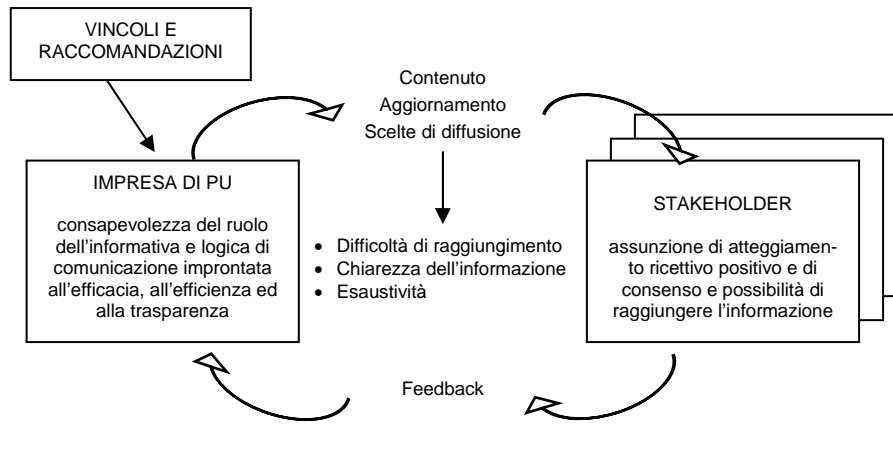 VINCOLI E
RACCOMANDAZIONI
Contenuto
Aggiornamento
Scelte di diffusione
IMPRESA DI PU
consapevolezza del ruolo
dell’informativa e logica di
comunicazione improntata
all’efficacia, all’efficienza ed
alla trasparenza
• Difficoltà di raggiungimento
• Chiarezza dell’informazione
• Esaustività
STAKEHOLDER
assunzione di atteggiamen-
to ricettivo positivo e di
consenso e possibilità di
raggiungere l’informazione
Feedback